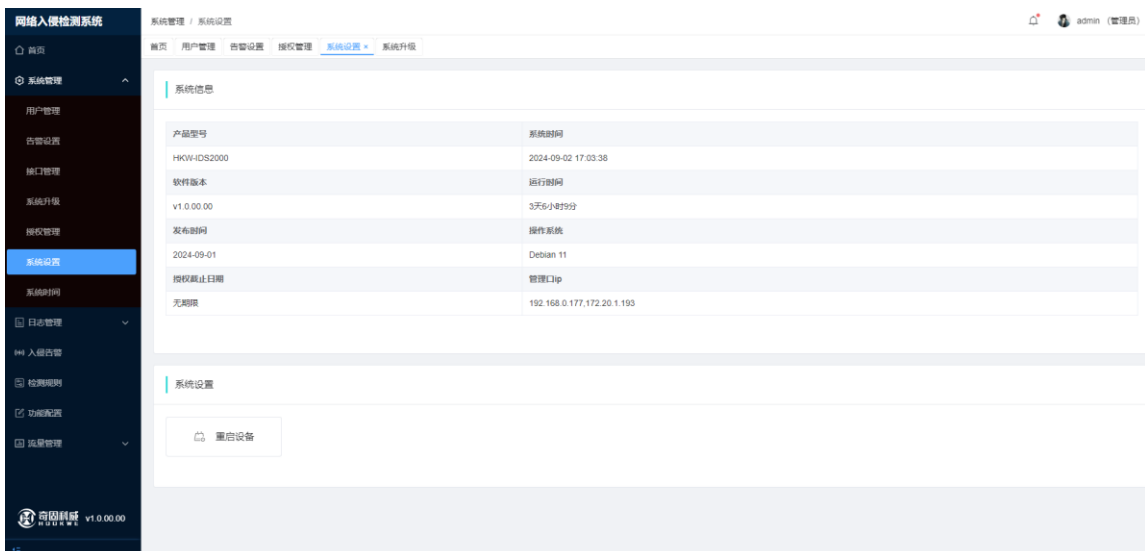 网络入侵检测系统
系统管理 / 系统设置
admin (管理员)
首页
首页 用户管理 告警设置 授权管理 系统设置 × 系统升级
系统管理
用户管理
告警设置
接口管理
系统升级
授权管理
系统设置
系统时间
日志管理
入侵告警
检测规则
功能配置
流量管理
v1.0.00.00
系统信息
产品型号 系统时间
HKW-IDS2000 2024-09-02 17:03:38
软件版本 运行时间
v1.0.00.00 3天6小时9分
发布时间 操作系统
2024-09-01 Debian 11
授权截止日期 管理口ip
无期限 192.168.0.177,172.20.1.193
系统设置
重启设备